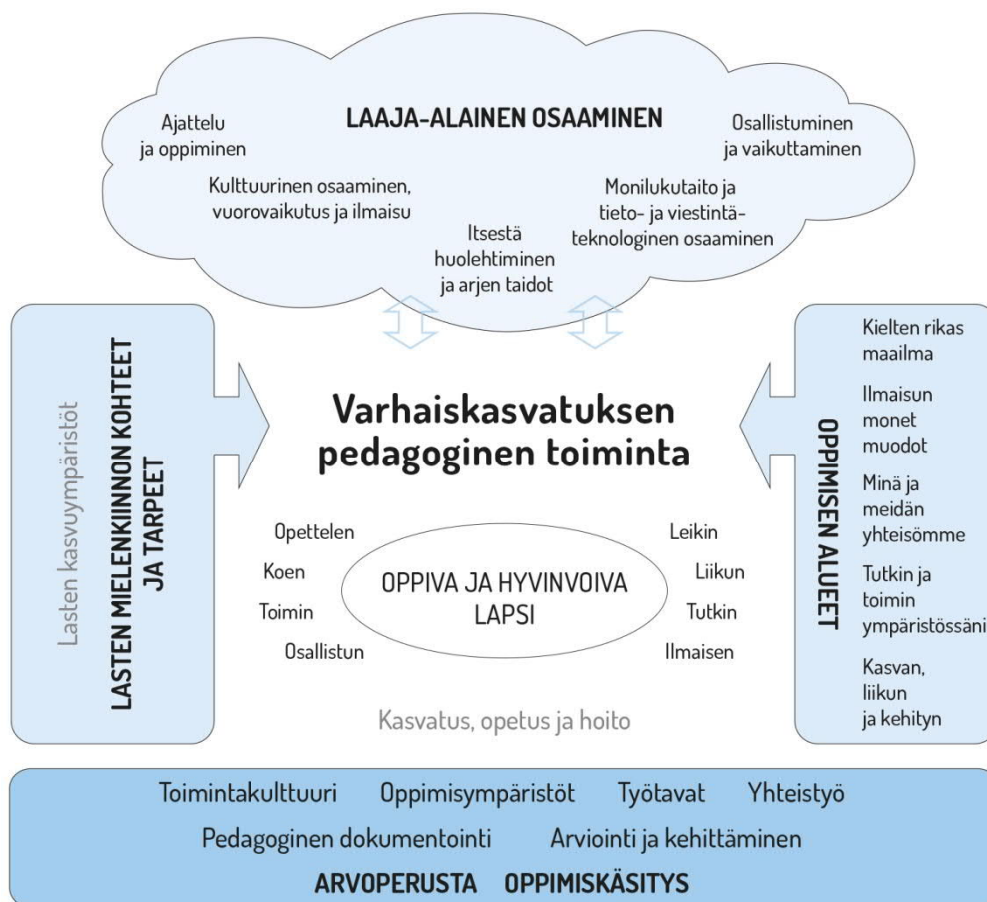 LAAJA-ALAINEN OSAAMINEN
Ajattelu
ja oppiminen
Kulttuurinen osaaminen,
vuorovaikutus ja ilmaisu
Itsestä
huolehtiminen
ja arjen taidot
Monilukutaito ja
tieto- ja viestintä-
teknologinen osaaminen
Osallistuminen
ja vaikuttaminen
Lasten kasvuympäristöt
LASTEN MIELENKIINNON KOHTEET
JA TARPEET
Varhaiskasvatuksen
pedagoginen toiminta
Opettelen
Koen
Toimin
Osallistun
OPPIVA JA HYVINVOIVA
LAPSI
Leikin
Liikun
Tutkin
Ilmaisen
Kasvatus, opetus ja hoito
OPPIMISEN ALUEET
Kielten rikas
maailma
Ilmaisun
monet
muodot
Minä ja
meidän
yhteisömme
Tutkin ja
toimin
ympäristössäni
Kasvan,
liikun
ja kehityn
Toimintakulttuuri Oppimisympäristöt Työtavat Yhteistyö
Pedagoginen dokumentointi Arviointi ja kehittäminen
ARVOPERUSTA OPPIMISKÄSITYS